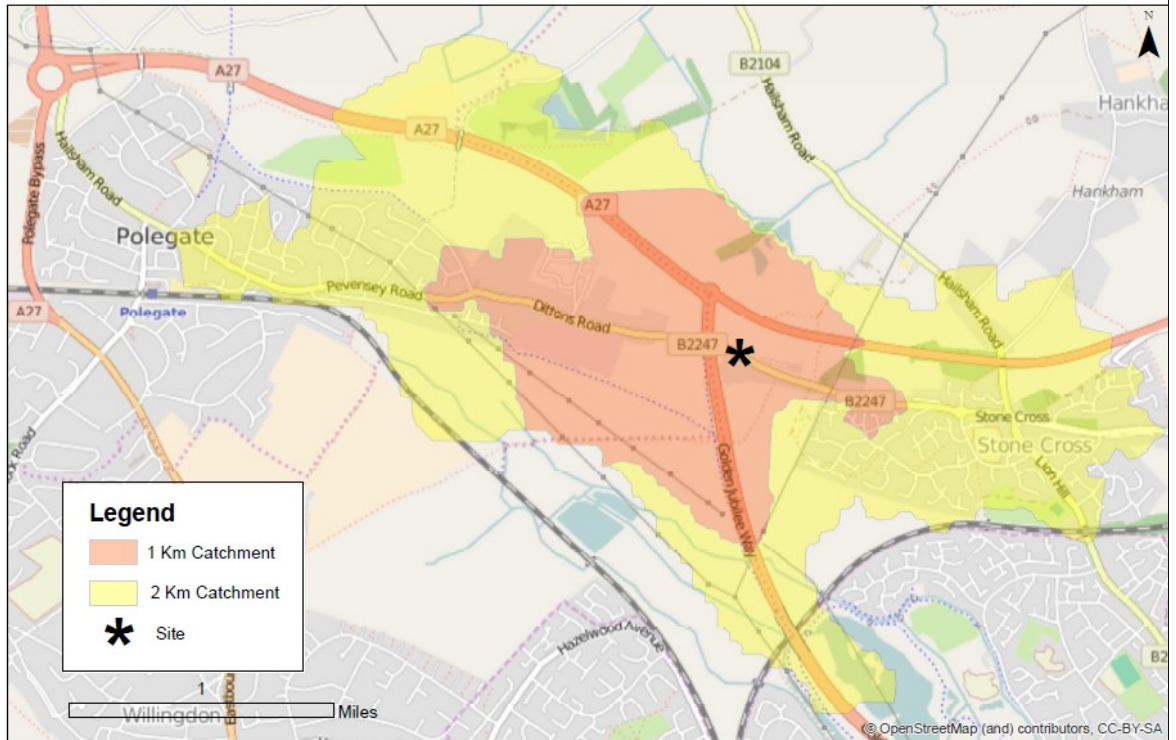 N
A27
B2104
Hankham
Hailsham Road
A27
Hailsham Road
Polegate Bypass
Hankham
A27
Polegate
Pevensey Road
Hailsham Road
Polegate
Dittons Road
A27
B2247
B2247
Stone Cross
Stone Cross
Golden Jubilee Way
Lion Hill
Legend
1 Km Catchment
2 Km Catchment
Site
Hazelwood Avenue
1
Miles
Willingdon
© OpenStreetMap (and) contributors, CC-BY-SA